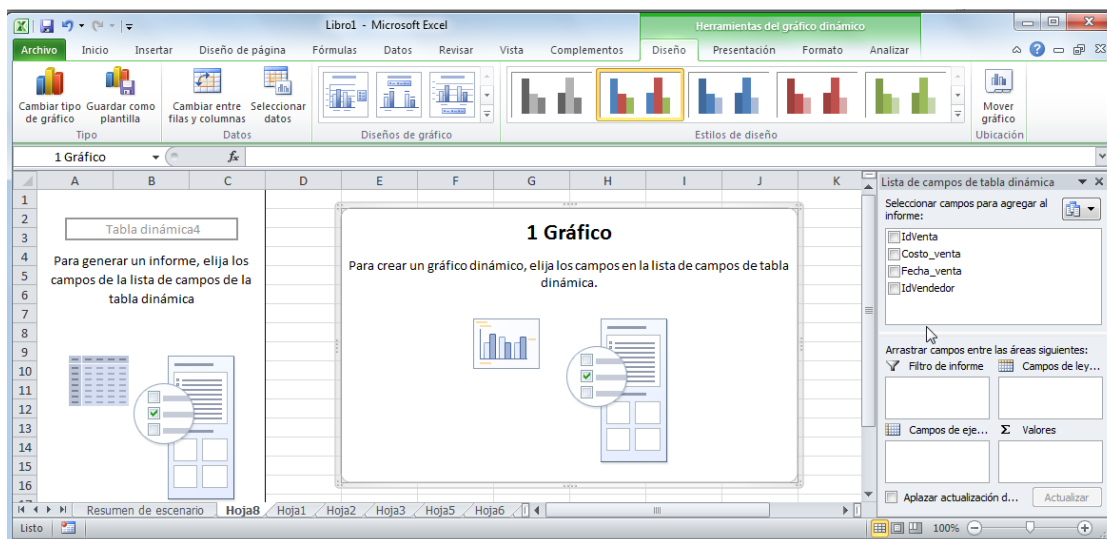 Libro1 - Microsoft Excel
Herramientas del gráfico dinámico
Archivo Inicio Insertar Diseño de página Fórmulas Datos Revisar Vista Complementos Diseño Presentación Formato Analizar
Cambiar tipo de gráfico
Guardar como plantilla
Cambiar entre filas y columnas
Seleccionar datos
Mover gráfico
Tipo Datos Diseños de gráfico Estilos de diseño Ubicación
1 Gráfico fx
A B C D E F G H I J K
1
2
3
4
5
6
7
8
9
10
11
12
13
14
15
16
Tabla dinámica4
Para generar un informe, elija los
campos de la lista de campos de la
tabla dinámica
1 Gráfico
Para crear un gráfico dinámico, elija los campos en la lista de campos de tabla
dinámica.
Lista de campos de tabla dinámica
Seleccionar campos para agregar al
informe:
IdVenta
Costo_venta
Fecha_venta
IdVendedor
Arrastrar campos entre las áreas siguientes:
Filtro de informe Campos de ley...
Campos de eje... Σ Valores
Aplazar actualización d... Actualizar
Resumen de escenario Hoja8 Hoja1 Hoja2 Hoja3 Hoja5 Hoja6
Listo 100%